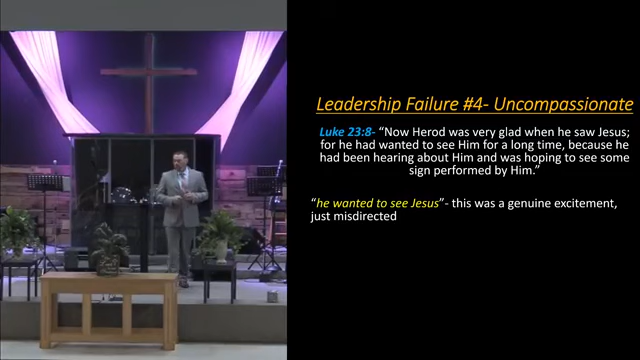 Leadership Failure #4- Uncompassionate
Luke 23:8- “Now Herod was very glad when he saw Jesus;
for he had wanted to see Him for a long time, because he
had been hearing about Him and was hoping to see some
sign performed by Him.”
“he wanted to see Jesus”- this was a genuine excitement,
just misdirected